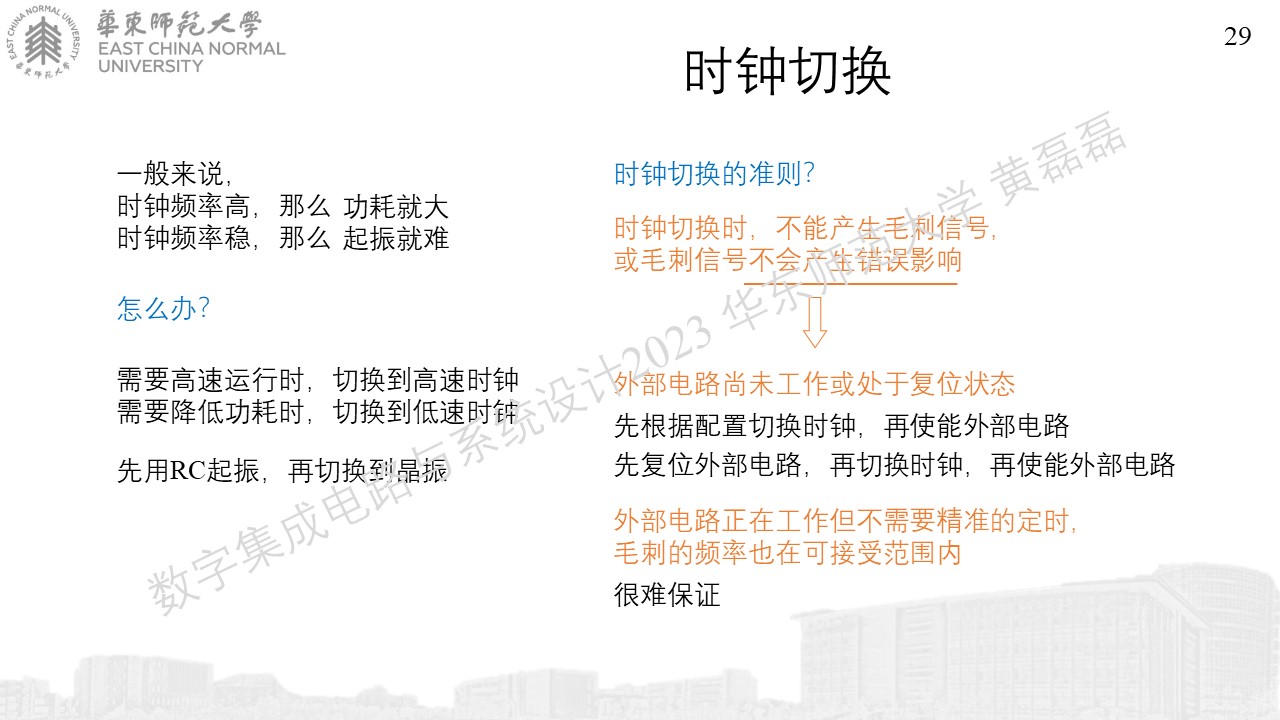 華東師範大學
EAST CHINA NORMAL
UNIVERSITY
EAST CHINA NORMAL UNIVERSITY
華東师范大学
29
时钟切换
一般来说，
时钟频率高，那么 功耗就大
时钟频率稳，那么 起振就难
怎么办？
需要高速运行时，切换到高速时钟
需要降低功耗时，切换到低速时钟
先用RC起振，再切换到晶振
时钟切换的准则？
时钟切换时，不能产生毛刺信号，
或毛刺信号不会产生错误影响
外部电路尚未工作或处于复位状态
先根据配置切换时钟，再使能外部电路
先复位外部电路，再切换时钟，再使能外部电路
外部电路正在工作但不需要精准的定时，
毛刺的频率也在可接受范围内
很难保证
数字集成电路与系统设计2023 华东师范大学 黄磊磊